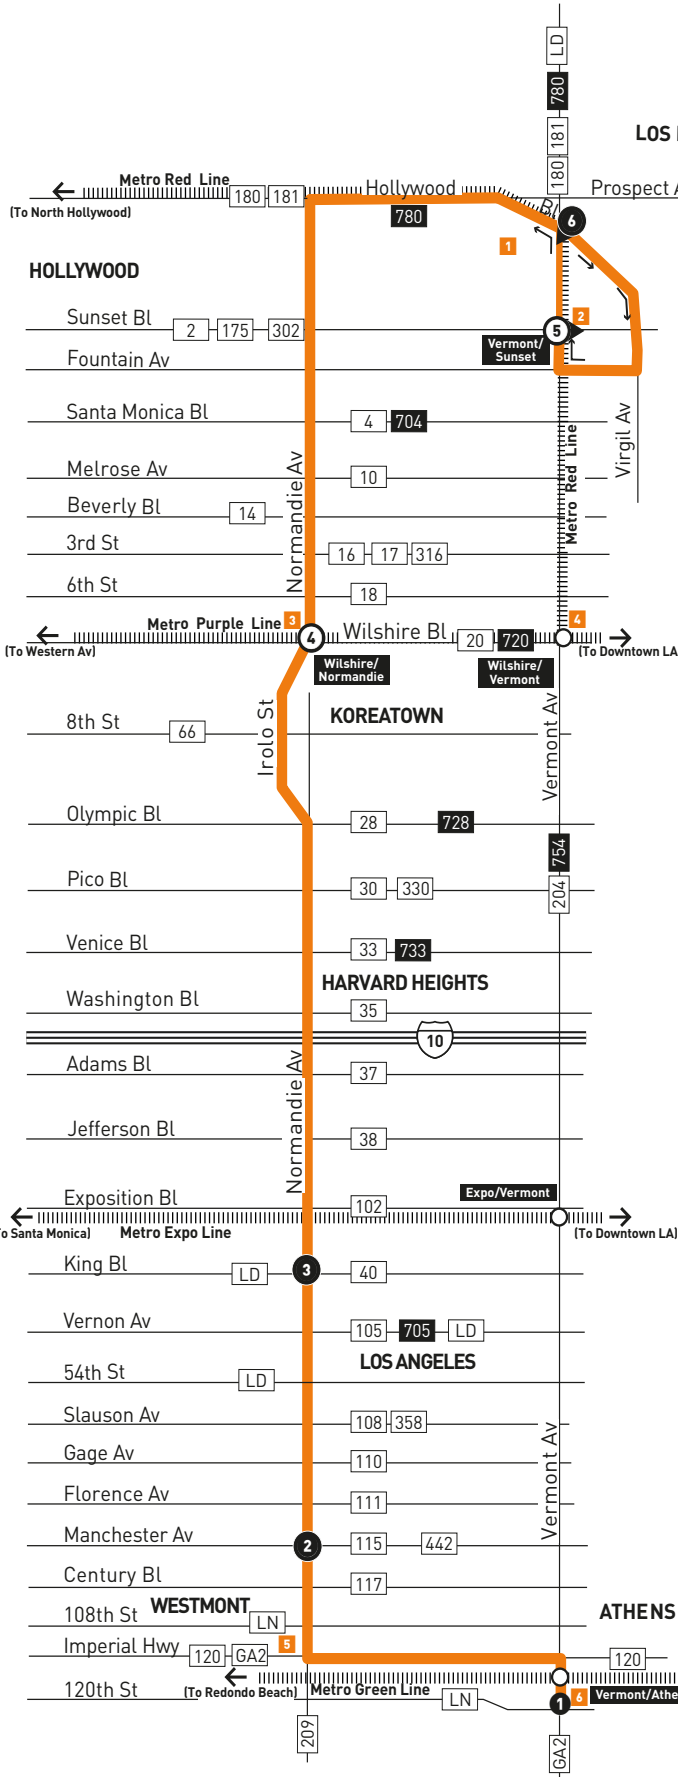 LD
780
181
180
LOS
Metro Red Line
180 181
Hollywood
Bl
Prospect A
(To North Hollywood)
780
6
1
HOLLYWOOD
Sunset Bl
2 175 302
5
2
Vermont/
Sunset
Fountain Av
Santa Monica Bl
4 704
Virgil Av
Metro Red Line
Melrose Av
10
Normandie Av
Beverly Bl
14
3rd St
16 17 316
6th St
18
3
4
Metro Purple Line
4
Wilshire Bl
20 720
(To Western Av)
(To Downtown LA
Wilshire/
Normandie
Wilshire/
Vermont
KOREATOWN
Irolo St
Vermont Av
8th St
66
Olympic Bl
28 728
754
204
Pico Bl
30 330
Venice Bl
33 733
HARVARD HEIGHTS
Washington Bl
35
10
Normandie Av
Adams Bl
37
Jefferson Bl
38
Exposition Bl
102
Expo/Vermont
o Santa Monica)
Metro Expo Line
(To Downtown LA)
King Bl
LD
3
40
Vernon Av
105 705 LD
LOS ANGELES
54th St
LD
Slauson Av
108 358
Vermont Av
Gage Av
110
Florence Av
111
Manchester Av
2
115 442
Century Bl
117
WESTMONT
ATHENS
108th St
LN
Imperial Hwy
120 GA2
5
120
120th St
(To Redondo Beach)
Metro Green Line
LN
1
6
Vermont/Athe
209
GA2